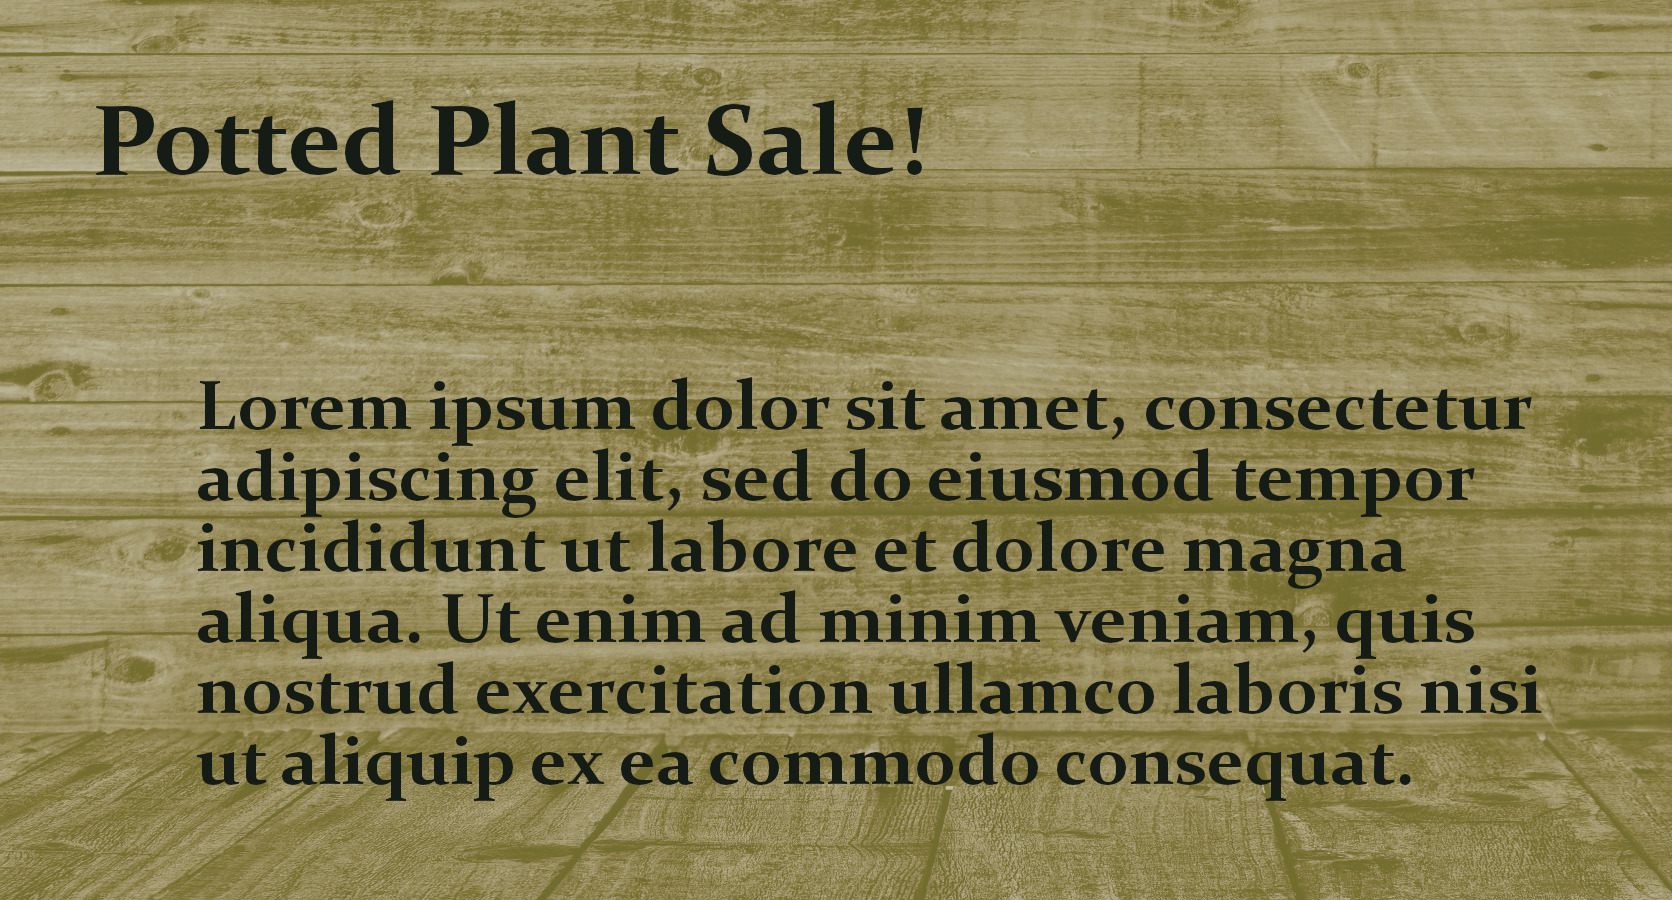 Potted Plant Sale!
Lorem ipsum dolor sit amet, consectetur
adipiscing elit, sed do eiusmod tempor
incididunt ut labore et dolore magna
aliqua. Ut enim ad minim veniam, quis
nostrud exercitation ullamco laboris nisi
ut aliquip ex ea commodo consequat.